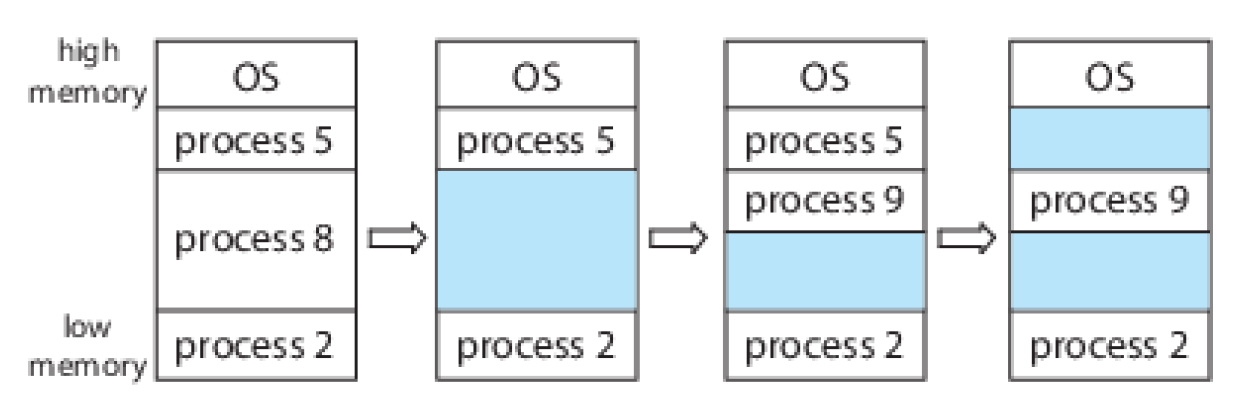 high
memory
OS
process 5
process 8
low
memory
process 2
OS
process 5
process 2
OS
process 5
process 9
process 2
OS
process 9
process 2